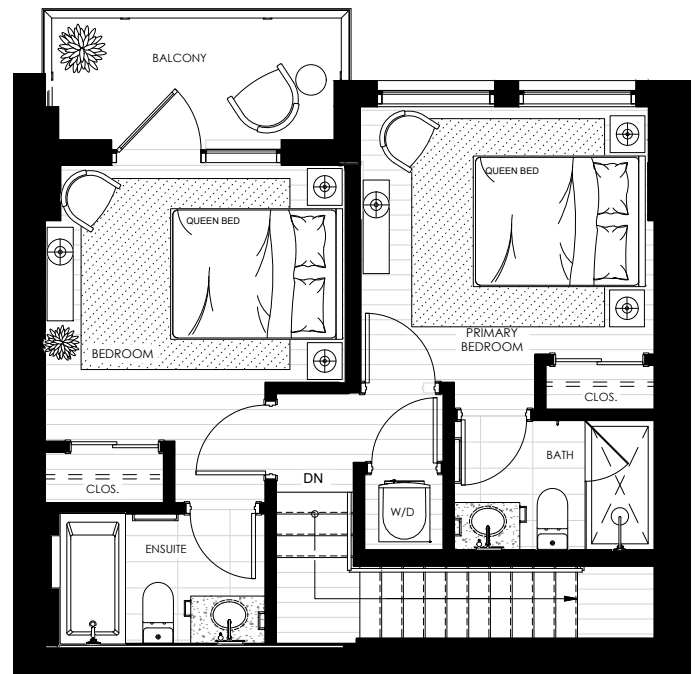 BALCONY
QUEEN BED
QUEEN BED
PRIMARY
BEDROOM
BEDROOM
CLOS.
BATH
DN
CLOS.
W/D
ENSUITE